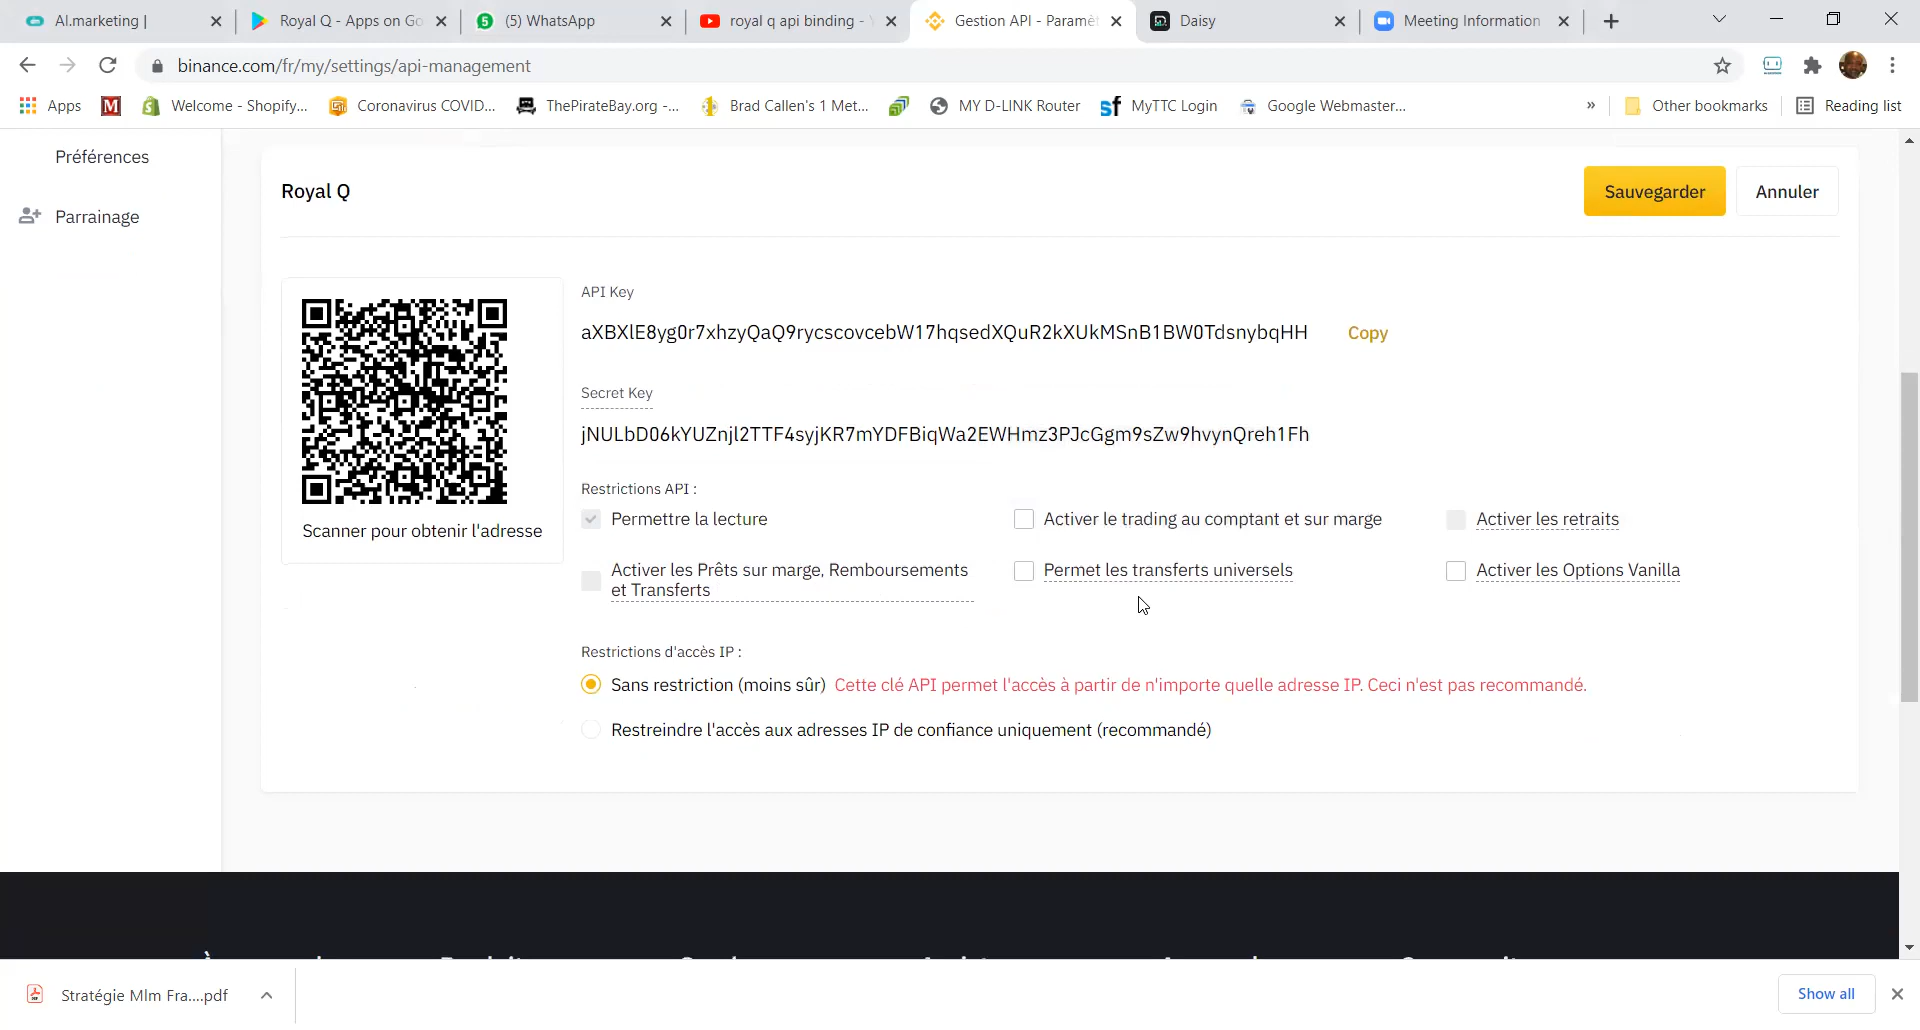 AI.marketing |
Royal Q - Apps on Go
(5) WhatsApp
royal q api binding -
Gestion API - Paramèt
Daisy
Meeting Information
binance.com/fr/my/settings/api-management
Apps
Welcome - Shopify...
Coronavirus COVID...
ThePirateBay.org -...
Brad Callen's 1 Met...
MY D-LINK Router
MyTTC Login
Google Webmaster...
»
Other bookmarks
Reading list
Préférences
Parrainage
Royal Q
Sauvegarder
Annuler
API Key
aXBXlE8yg0r7xhzyQaQ9rycscovcebW17hqsedXQuR2kXUkMSnB1BW0TdsnybqHH
Copy
Secret Key
jNULbD06kYUZnjl2TTF4syjKR7mYDFBiqWa2EWHmz3PJcGgm9sZw9hvynQreh1Fh
Scanner pour obtenir l'adresse
Restrictions API :
Permettre la lecture
Activer le trading au comptant et sur marge
Activer les retraits
Activer les Prêts sur marge, Remboursements
et Transferts
Permet les transferts universels
Activer les Options Vanilla
Restrictions d'accès IP :
Sans restriction (moins sûr) Cette clé API permet l'accès à partir de n'importe quelle adresse IP. Ceci n'est pas recommandé.
Restreindre l'accès aux adresses IP de confiance uniquement (recommandé)
Stratégie Mlm Fra....pdf
Show all